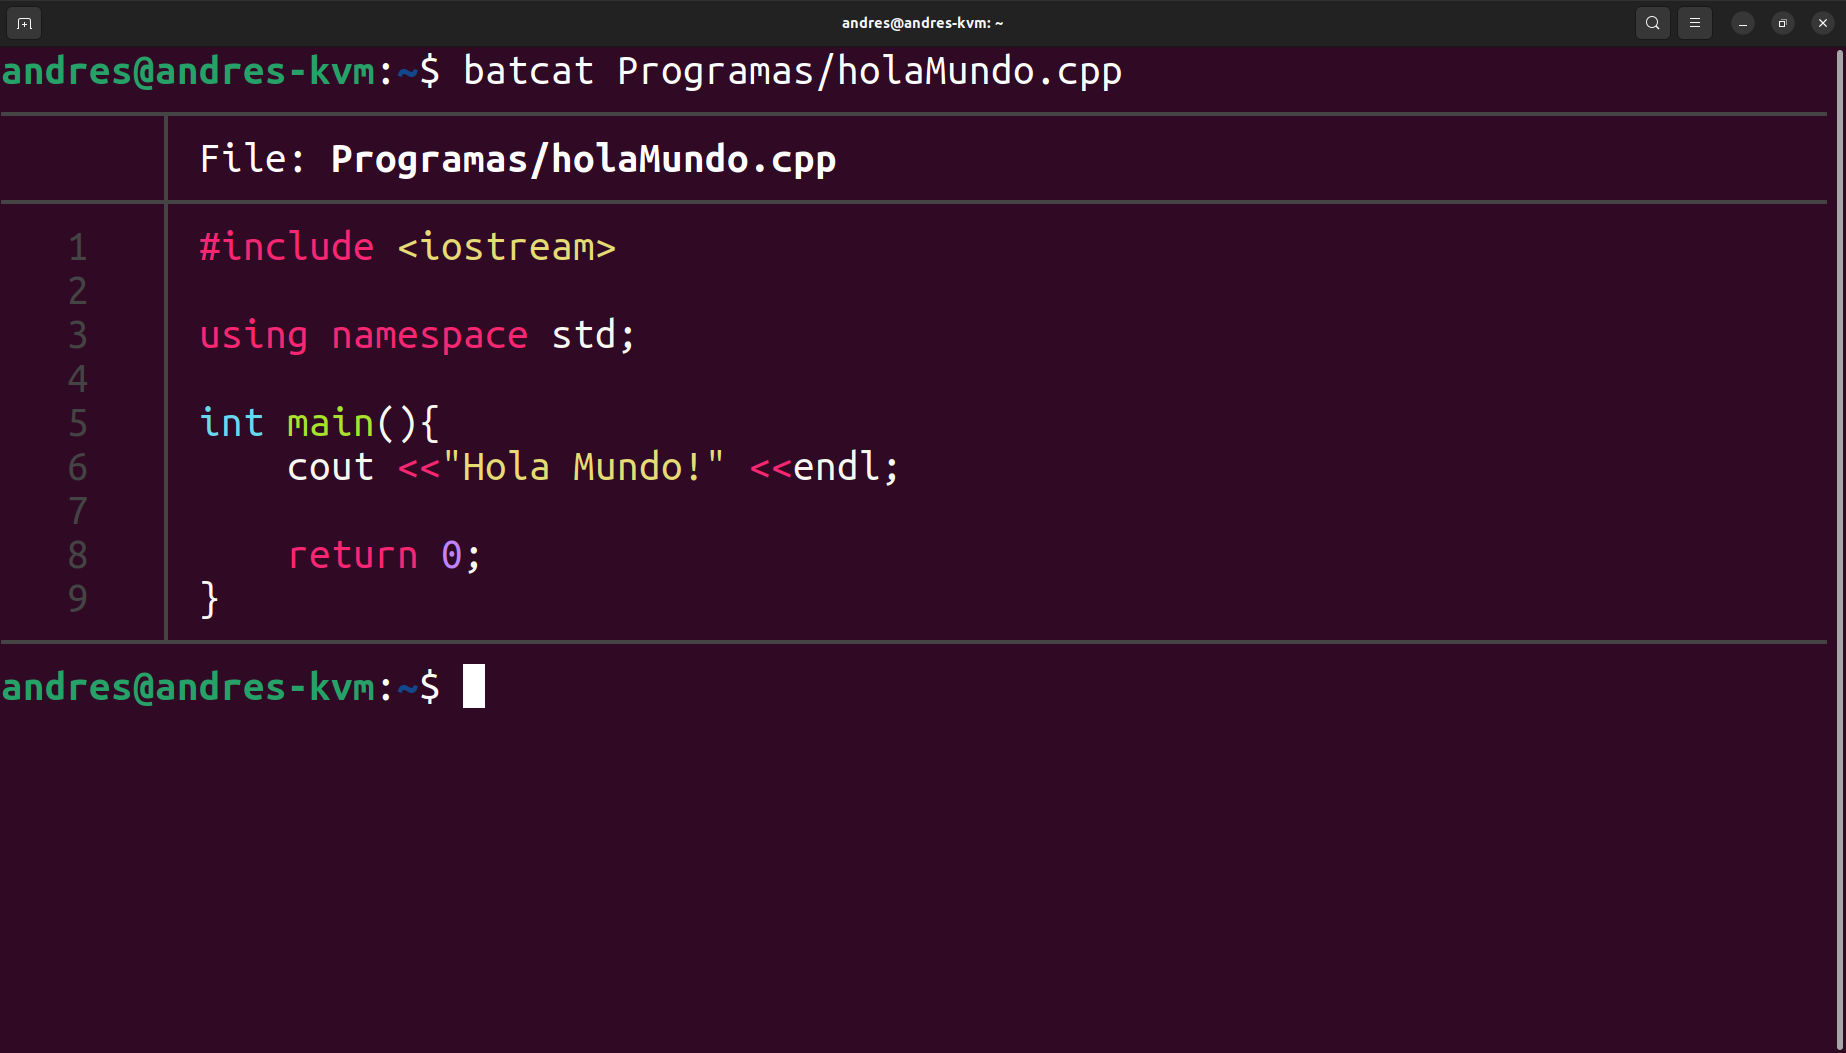 andres@andres-kvm: ~
andres@andres-kvm:~$ batcat Programas/holaMundo.cpp
File: Programas/holaMundo.cpp
1 #include <iostream>
2
3 using namespace std;
4
5 int main(){
6     cout <<"Hola Mundo!" <<endl;
7
8     return 0;
9 }
andres@andres-kvm:~$